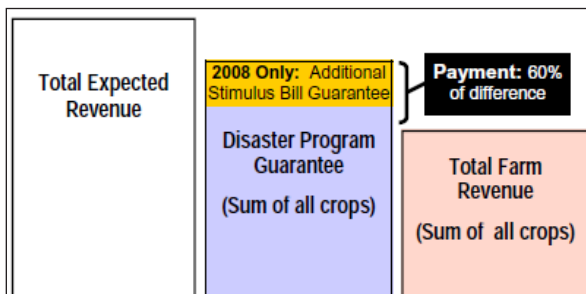 Total Expected
Revenue
2008 Only: Additional
Stimulus Bill Guarantee
Payment: 60%
of difference
Disaster Program
Guarantee
(Sum of all crops)
Total Farm
Revenue
(Sum of all crops)